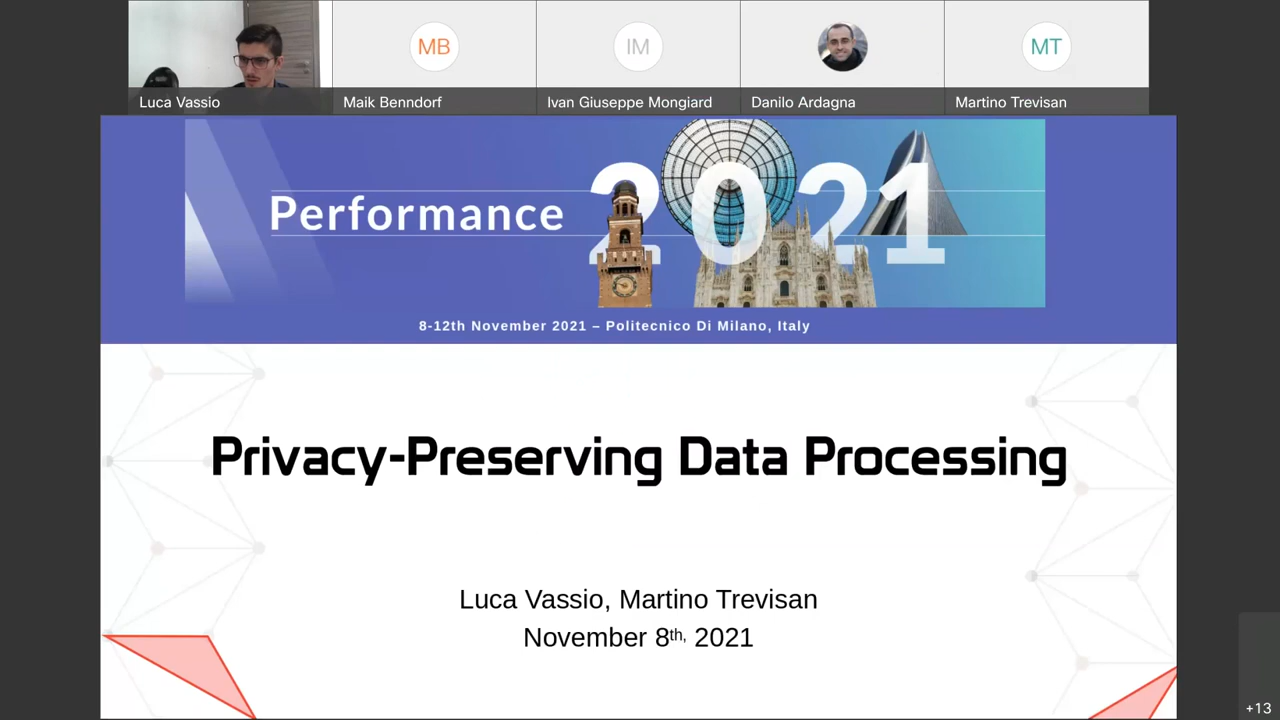 MB
IM
MT
Luca Vassio
Maik Benndorf
Ivan Giuseppe Mongiard
Danilo Ardagna
Martino Trevisan
Performance 2021
8-12th November 2021 – Politecnico Di Milano, Italy
Privacy-Preserving Data Processing
Luca Vassio, Martino Trevisan
November 8th, 2021
+13